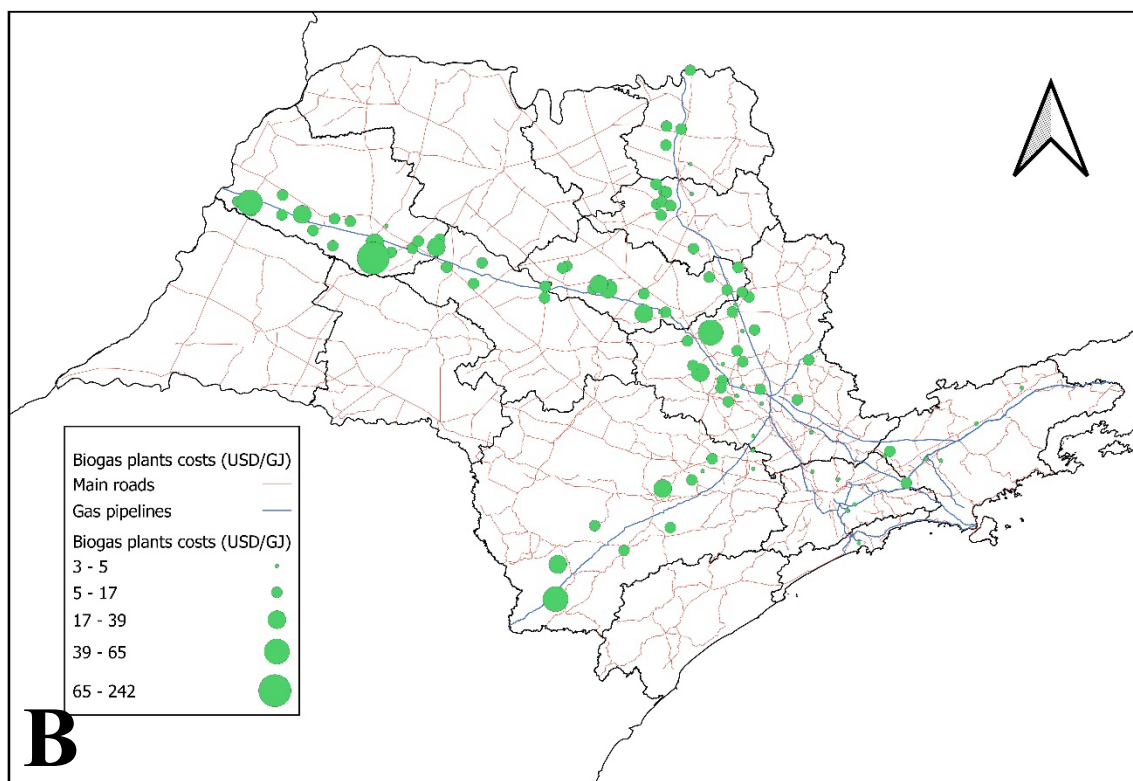 Biogas plants costs (USD/GJ)
Main roads
Gas pipelines
Biogas plants costs (USD/GJ)
3 - 5
5 - 17
17 - 39
39 - 65
65 - 242
B